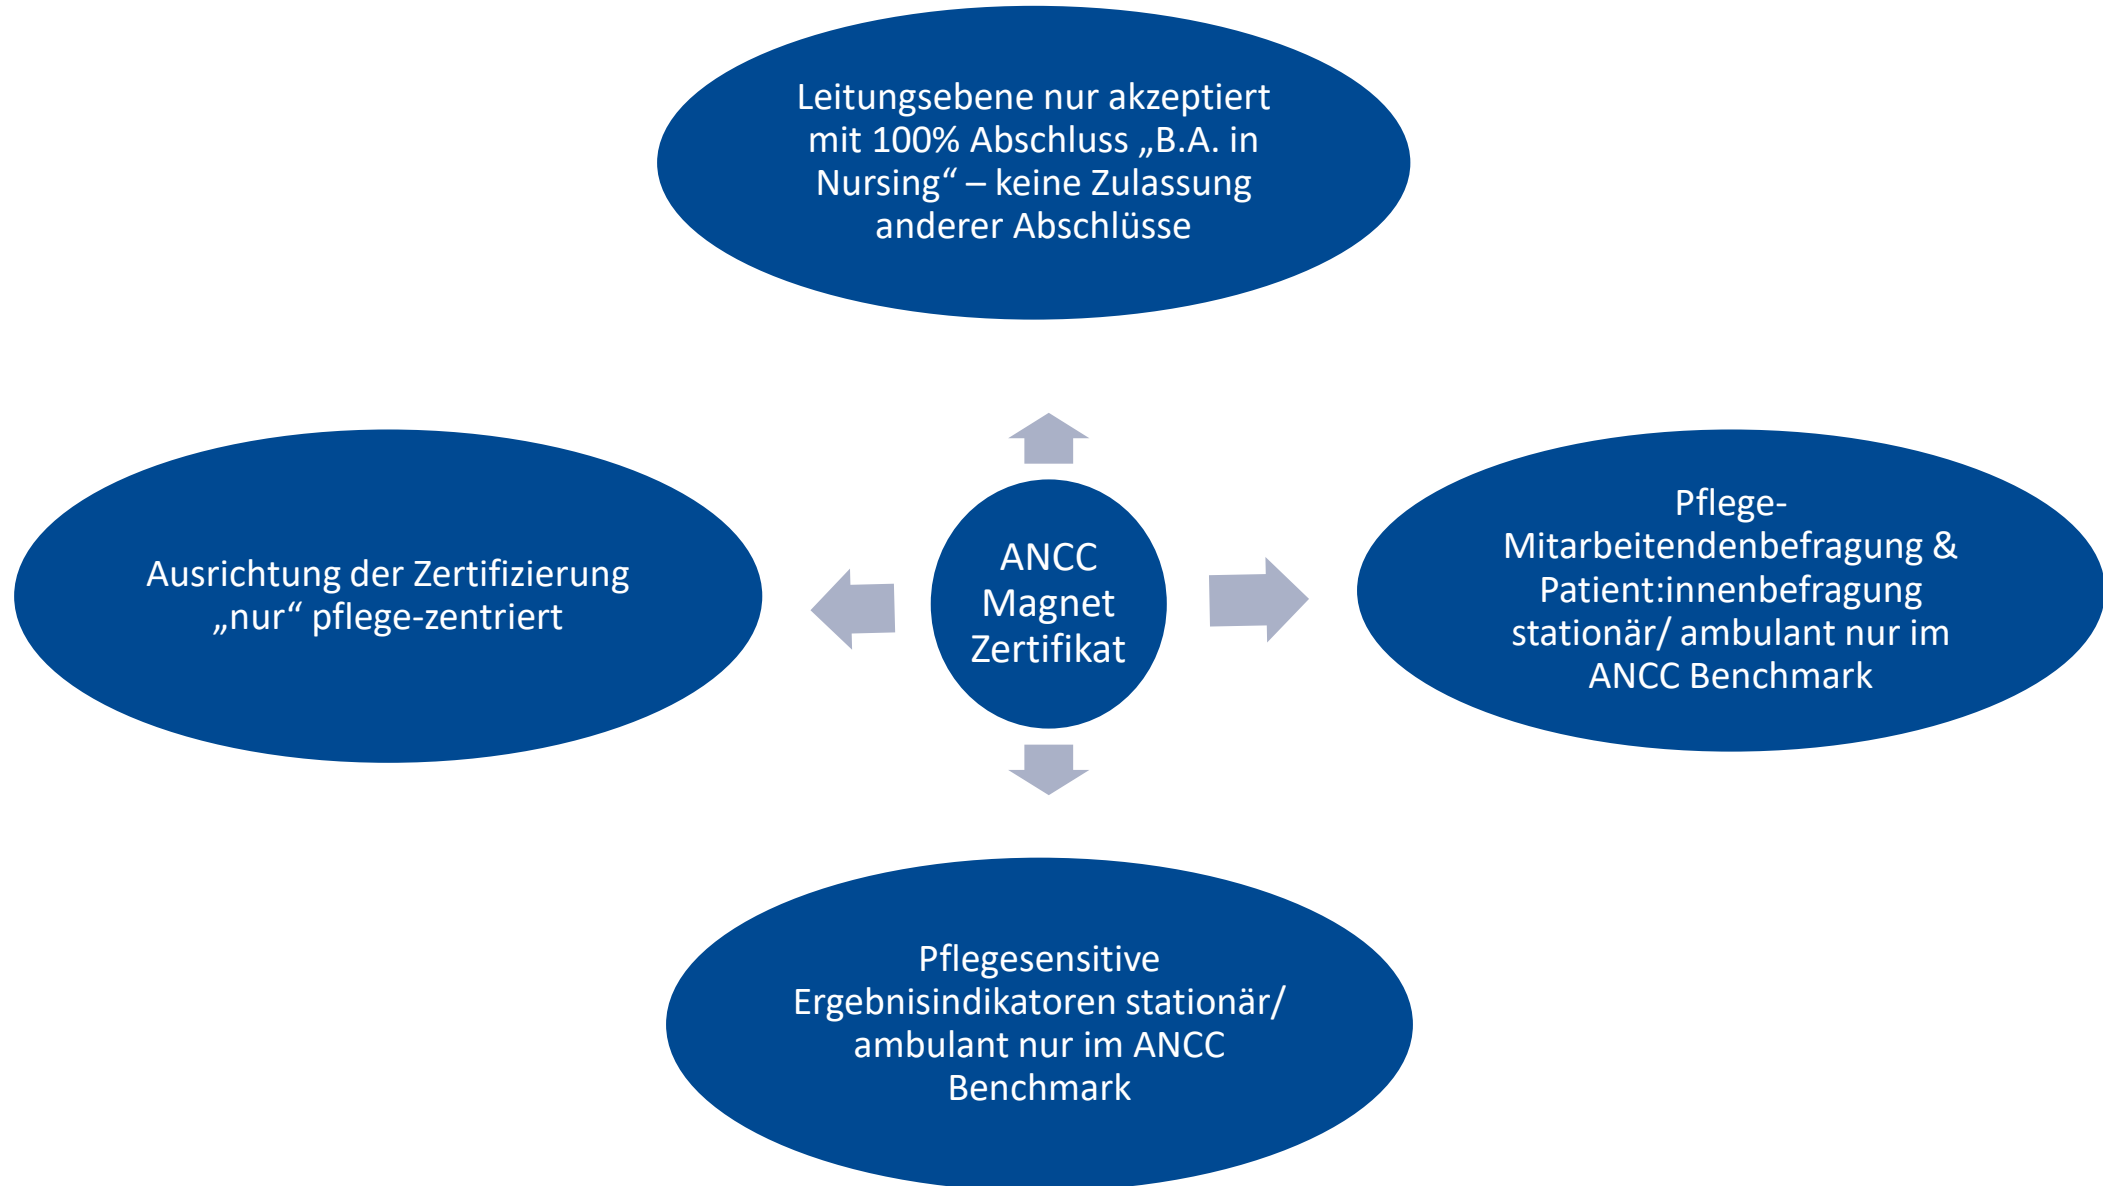 Leitungsebene nur akzeptiert
mit 100% Abschluss „B.A. in
Nursing“ – keine Zulassung
anderer Abschlüsse
Ausrichtung der Zertifizierung
„nur“ pflege-zentriert
ANCC
Magnet
Zertifikat
Pflege-
Mitarbeitendenbefragung &
Patient:innenbefragung
stationär/ ambulant nur im
ANCC Benchmark
Pflegesensitive
Ergebnisindikatoren stationär/
ambulant nur im ANCC
Benchmark